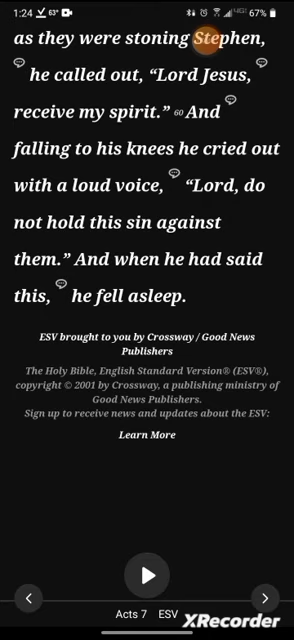 1:24 63° 4G 67%
as they were stoning Stephen,
he called out, “Lord Jesus,
receive my spirit.” 60 And
falling to his knees he cried out
with a loud voice, “Lord, do
not hold this sin against
them.” And when he had said
this, he fell asleep.
ESV brought to you by Crossway / Good News
Publishers
The Holy Bible, English Standard Version® (ESV®),
copyright © 2001 by Crossway, a publishing ministry of
Good News Publishers.
Sign up to receive news and updates about the ESV:
Learn More
Acts 7 ESV
XRecorder